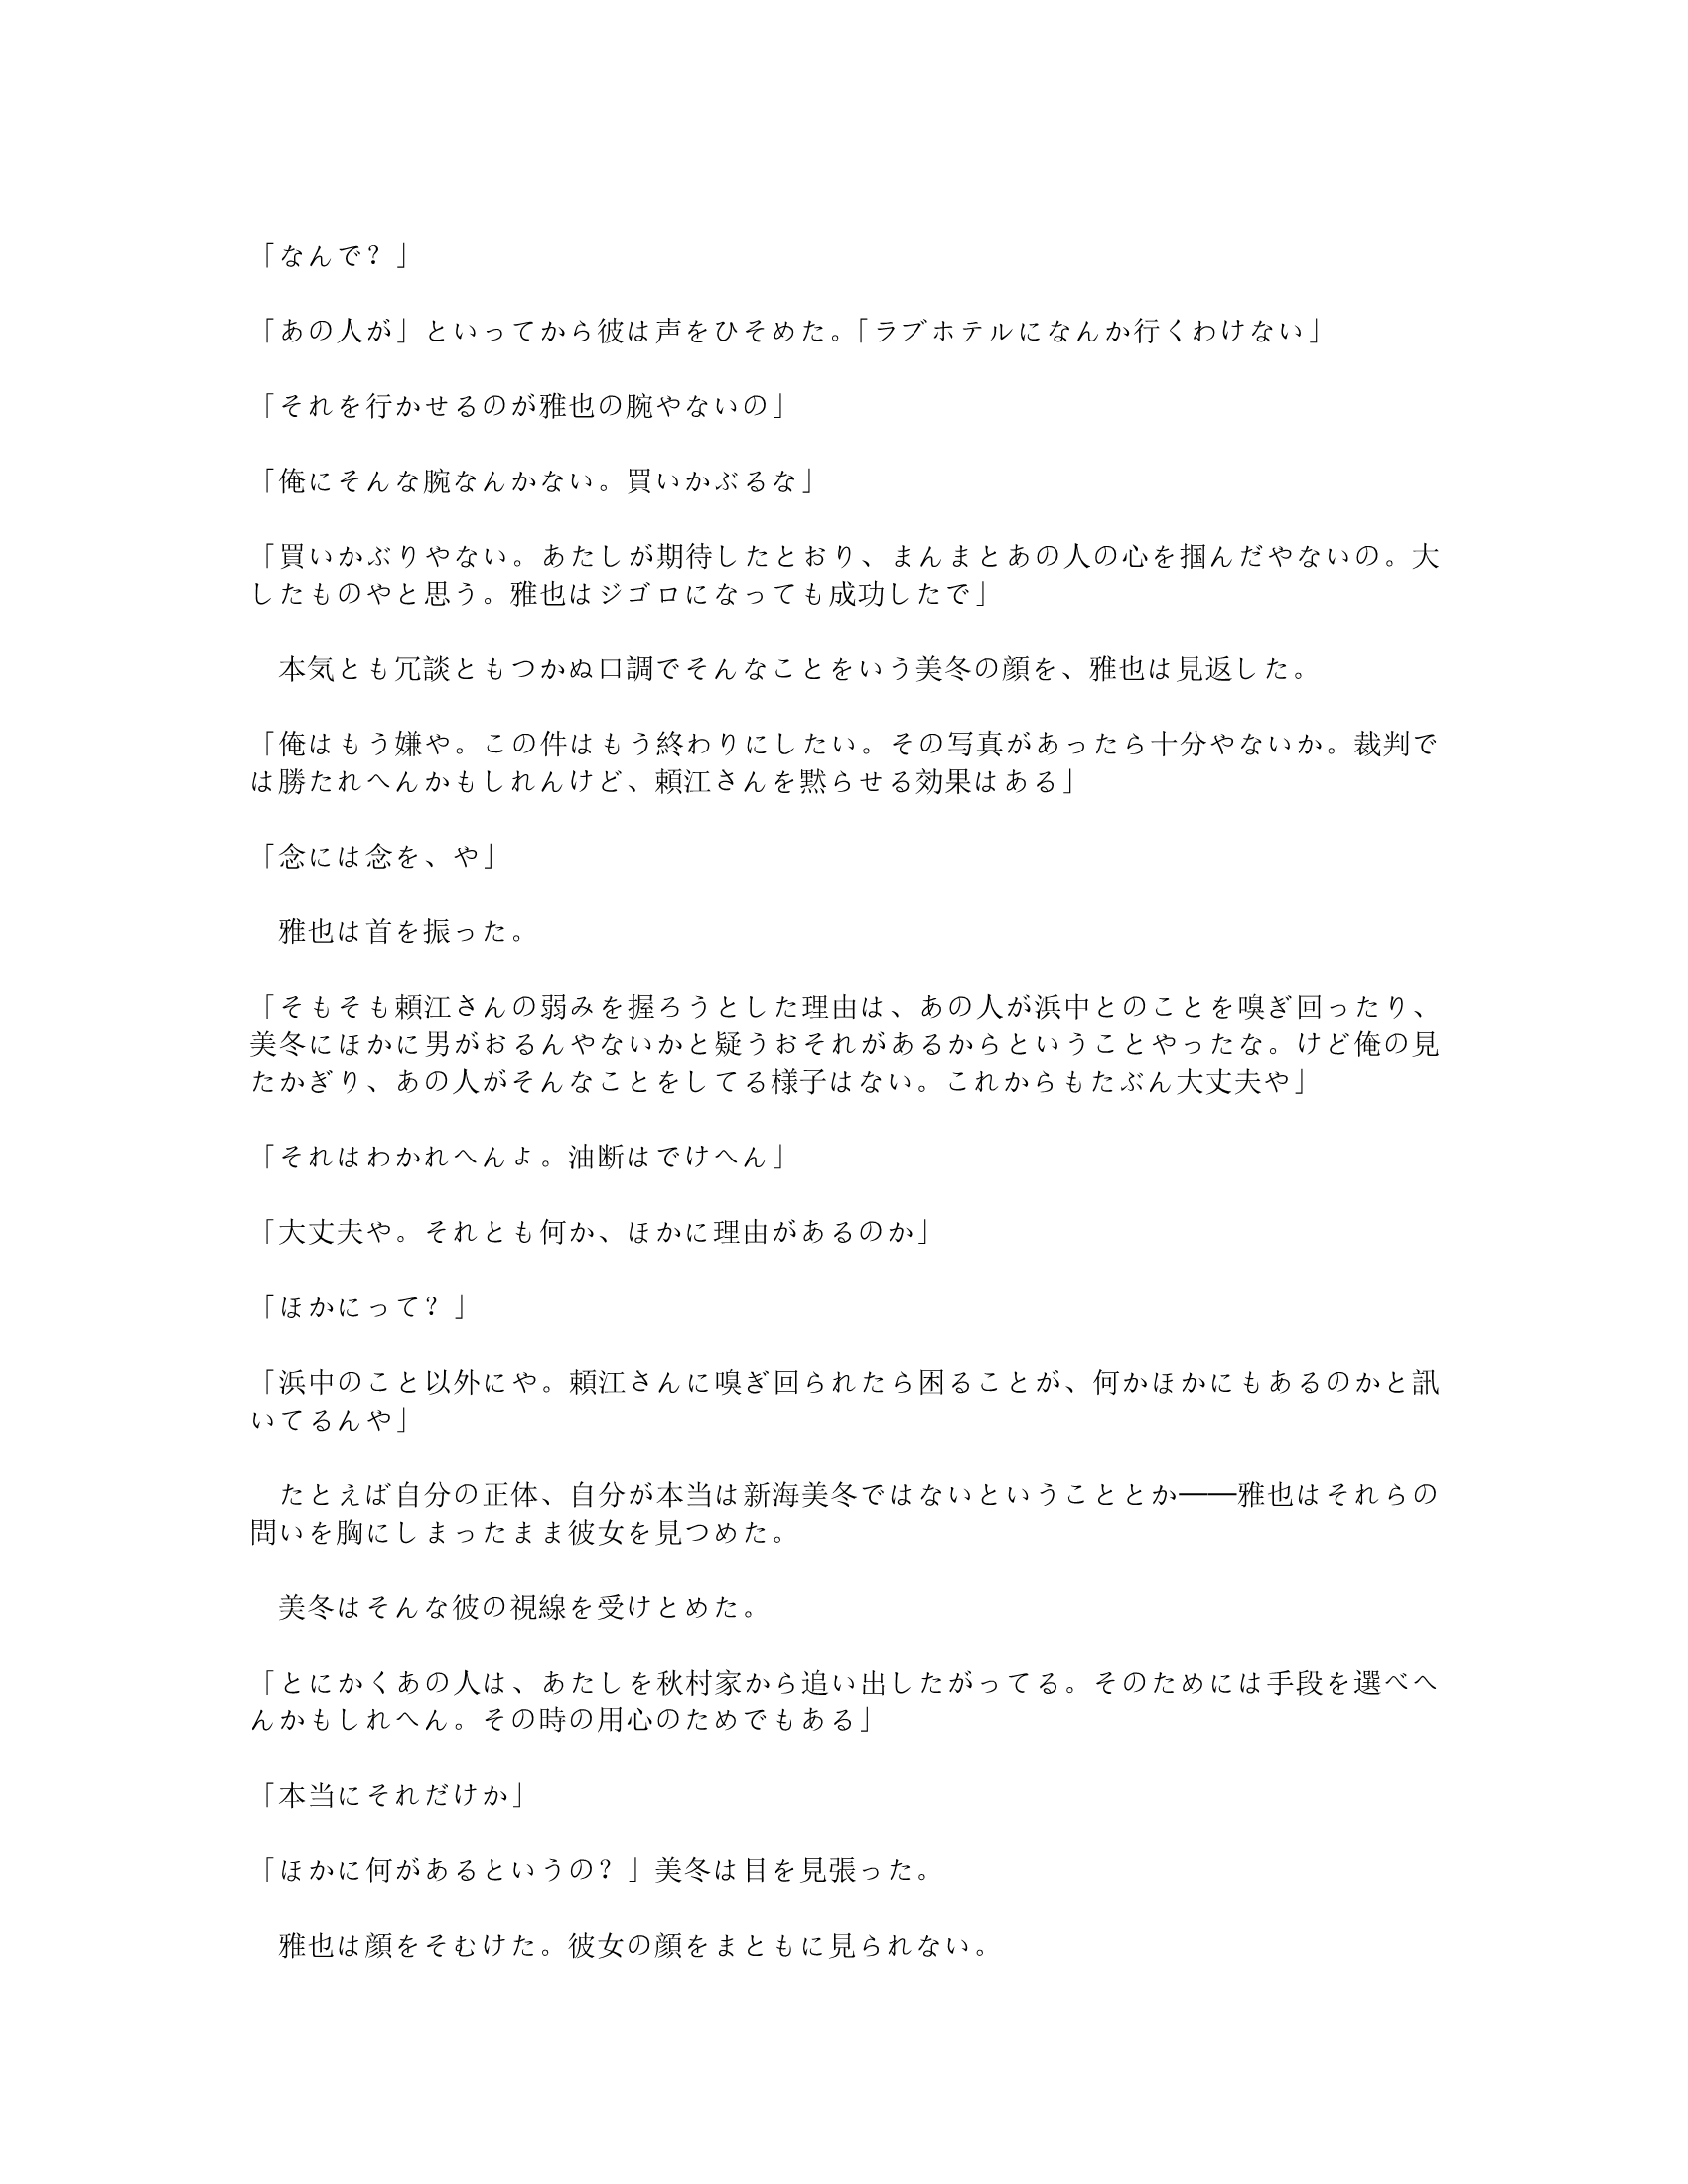 「なんで？」
「あの人が」といってから彼は声をひそめた。「ラブホテルになんか行くわけない」
「それを行かせるのが雅也の腕やないの」
「俺にそんな腕なんかない。買いかぶるな」
「買いかぶりやない。あたしが期待したとおり、まんまとあの人の心を掴んだやないの。大
したものやと思う。雅也はジゴロになっても成功したで」
　本気とも冗談ともつかぬ口調でそんなことをいう美冬の顔を、雅也は見返した。
「俺はもう嫌や。この件はもう終わりにしたい。その写真があったら十分やないか。裁判で
は勝たれへんかもしれんけど、頼江さんを黙らせる効果はある」
「念には念を、や」
　雅也は首を振った。
「そもそも頼江さんの弱みを握ろうとした理由は、あの人が浜中とのことを嗅ぎ回ったり、
美冬にほかに男がおるんやないかと疑うおそれがあるからということやったな。けど俺の見
たかぎり、あの人がそんなことをしてる様子はない。これからもたぶん大丈夫や」
「それはわかれへんよ。油断はでけへん」
「大丈夫や。それとも何か、ほかに理由があるのか」
「ほかにって？」
「浜中のこと以外にや。頼江さんに嗅ぎ回られたら困ることが、何かほかにもあるのかと訊
いてるんや」
　たとえば自分の正体、自分が本当は新海美冬ではないということとか――雅也はそれらの
問いを胸にしまったまま彼女を見つめた。
　美冬はそんな彼の視線を受けとめた。
「とにかくあの人は、あたしを秋村家から追い出したがってる。そのためには手段を選べへ
んかもしれへん。その時の用心のためでもある」
「本当にそれだけか」
「ほかに何があるというの？」美冬は目を見張った。
　雅也は顔をそむけた。彼女の顔をまともに見られない。